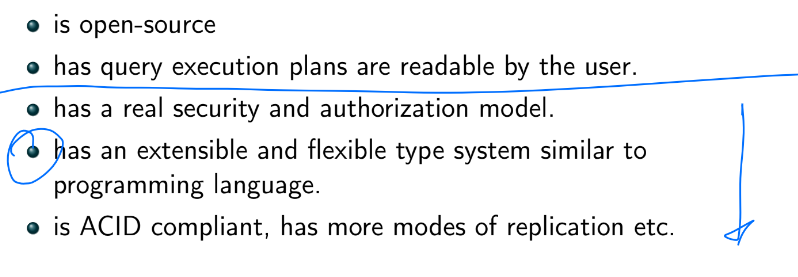 is open-source
has query execution plans are readable by the user.
has a real security and authorization model.
has an extensible and flexible type system similar to
programming language.
is ACID compliant, has more modes of replication etc.